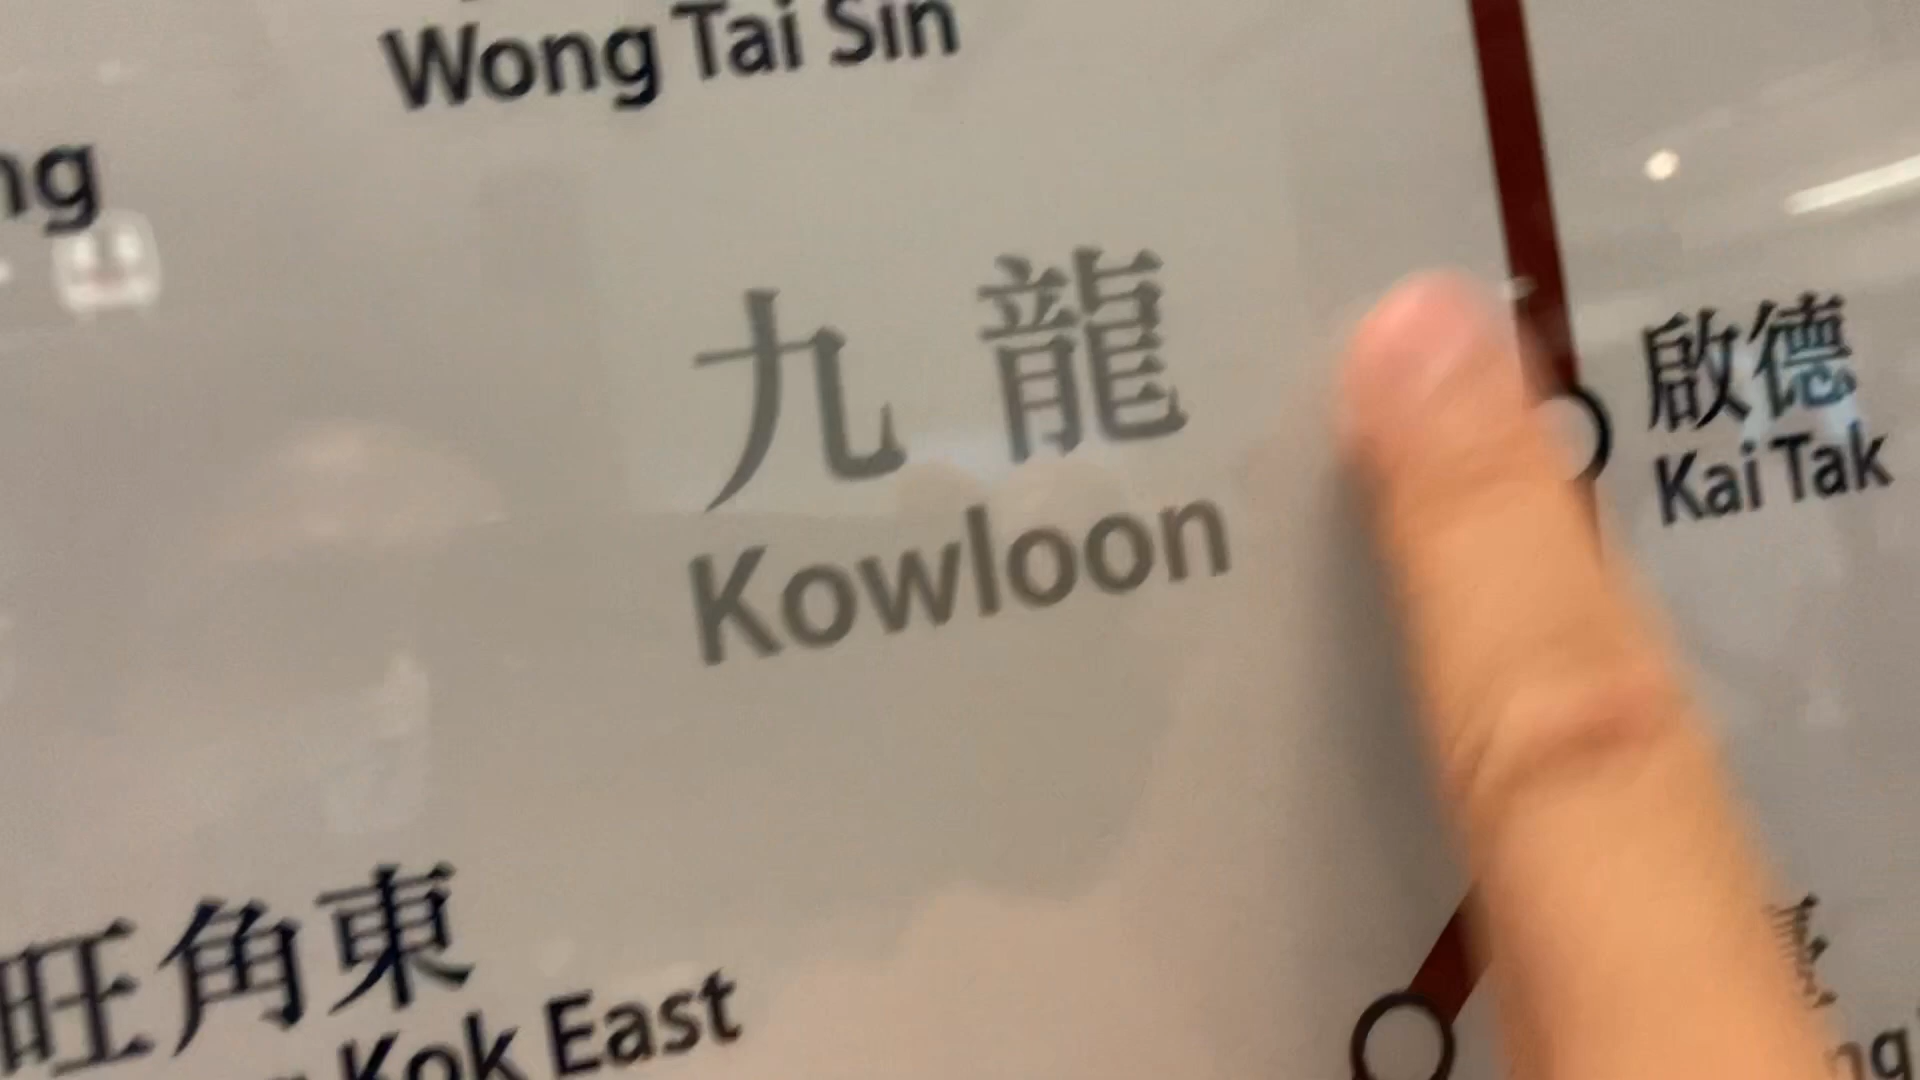 Wong Tai Sin
ng
九龍
Kowloon
啟德
Kai Tak
旺角東
Kok East